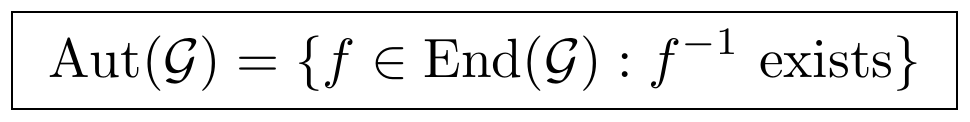 Aut(𝒢) = {f ∈ End(𝒢) : f⁻¹ exists}